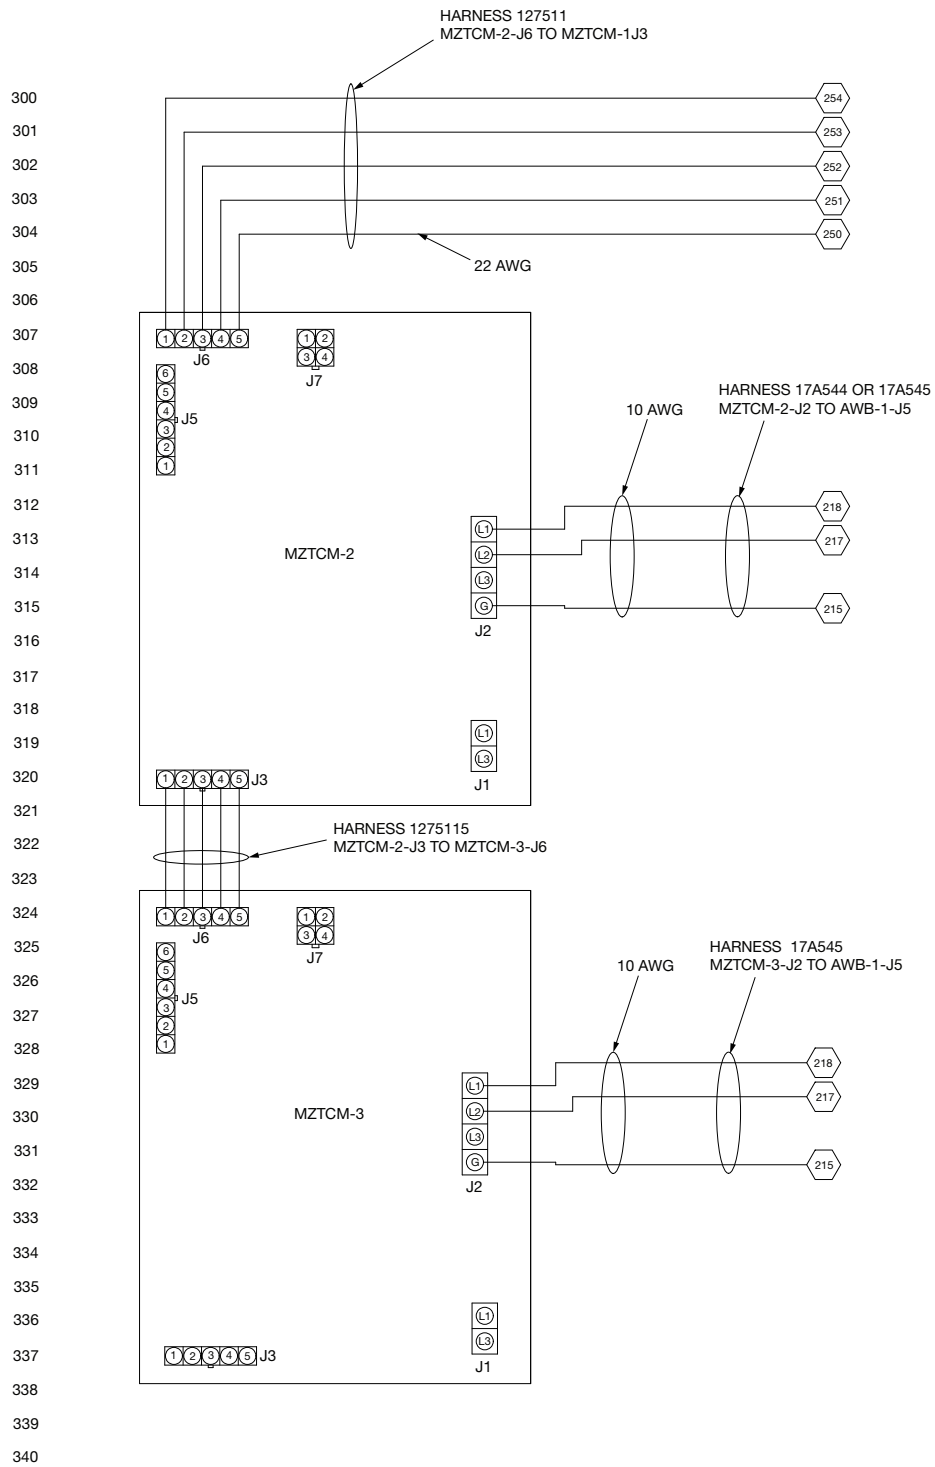 HARNESS 127511
MZTCM-2-J6 TO MZTCM-1J3
300
254
301
253
302
252
303
251
304
250
22 AWG
305
306
307
1 2 3 4 5
1 2
3 4
J6
J7
308
6
5
4
3
2
1
J5
309
310
311
HARNESS 17A544 OR 17A545
MZTCM-2-J2 TO AWB-1-J5
10 AWG
312
218
313
L1
217
MZTCM-2
L2
314
L3
315
G
215
J2
316
317
318
319
L1
L3
J1
320
1 2 3 4 5 J3
321
322
HARNESS 1275115
MZTCM-2-J3 TO MZTCM-3-J6
323
324
1 2 3 4 5
1 2
3 4
J6
J7
325
6
5
4
3
2
1
J5
326
327
328
HARNESS 17A545
MZTCM-3-J2 TO AWB-1-J5
10 AWG
218
329
L1
217
330
MZTCM-3
L2
331
L3
G
215
332
J2
333
334
335
336
L1
L3
J1
337
1 2 3 4 5 J3
338
339
340